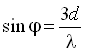 sin φ = 3d/λ